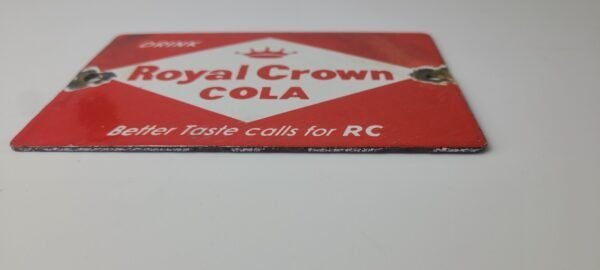 DRINK
Royal Crown
COLA
Better Taste calls for RC